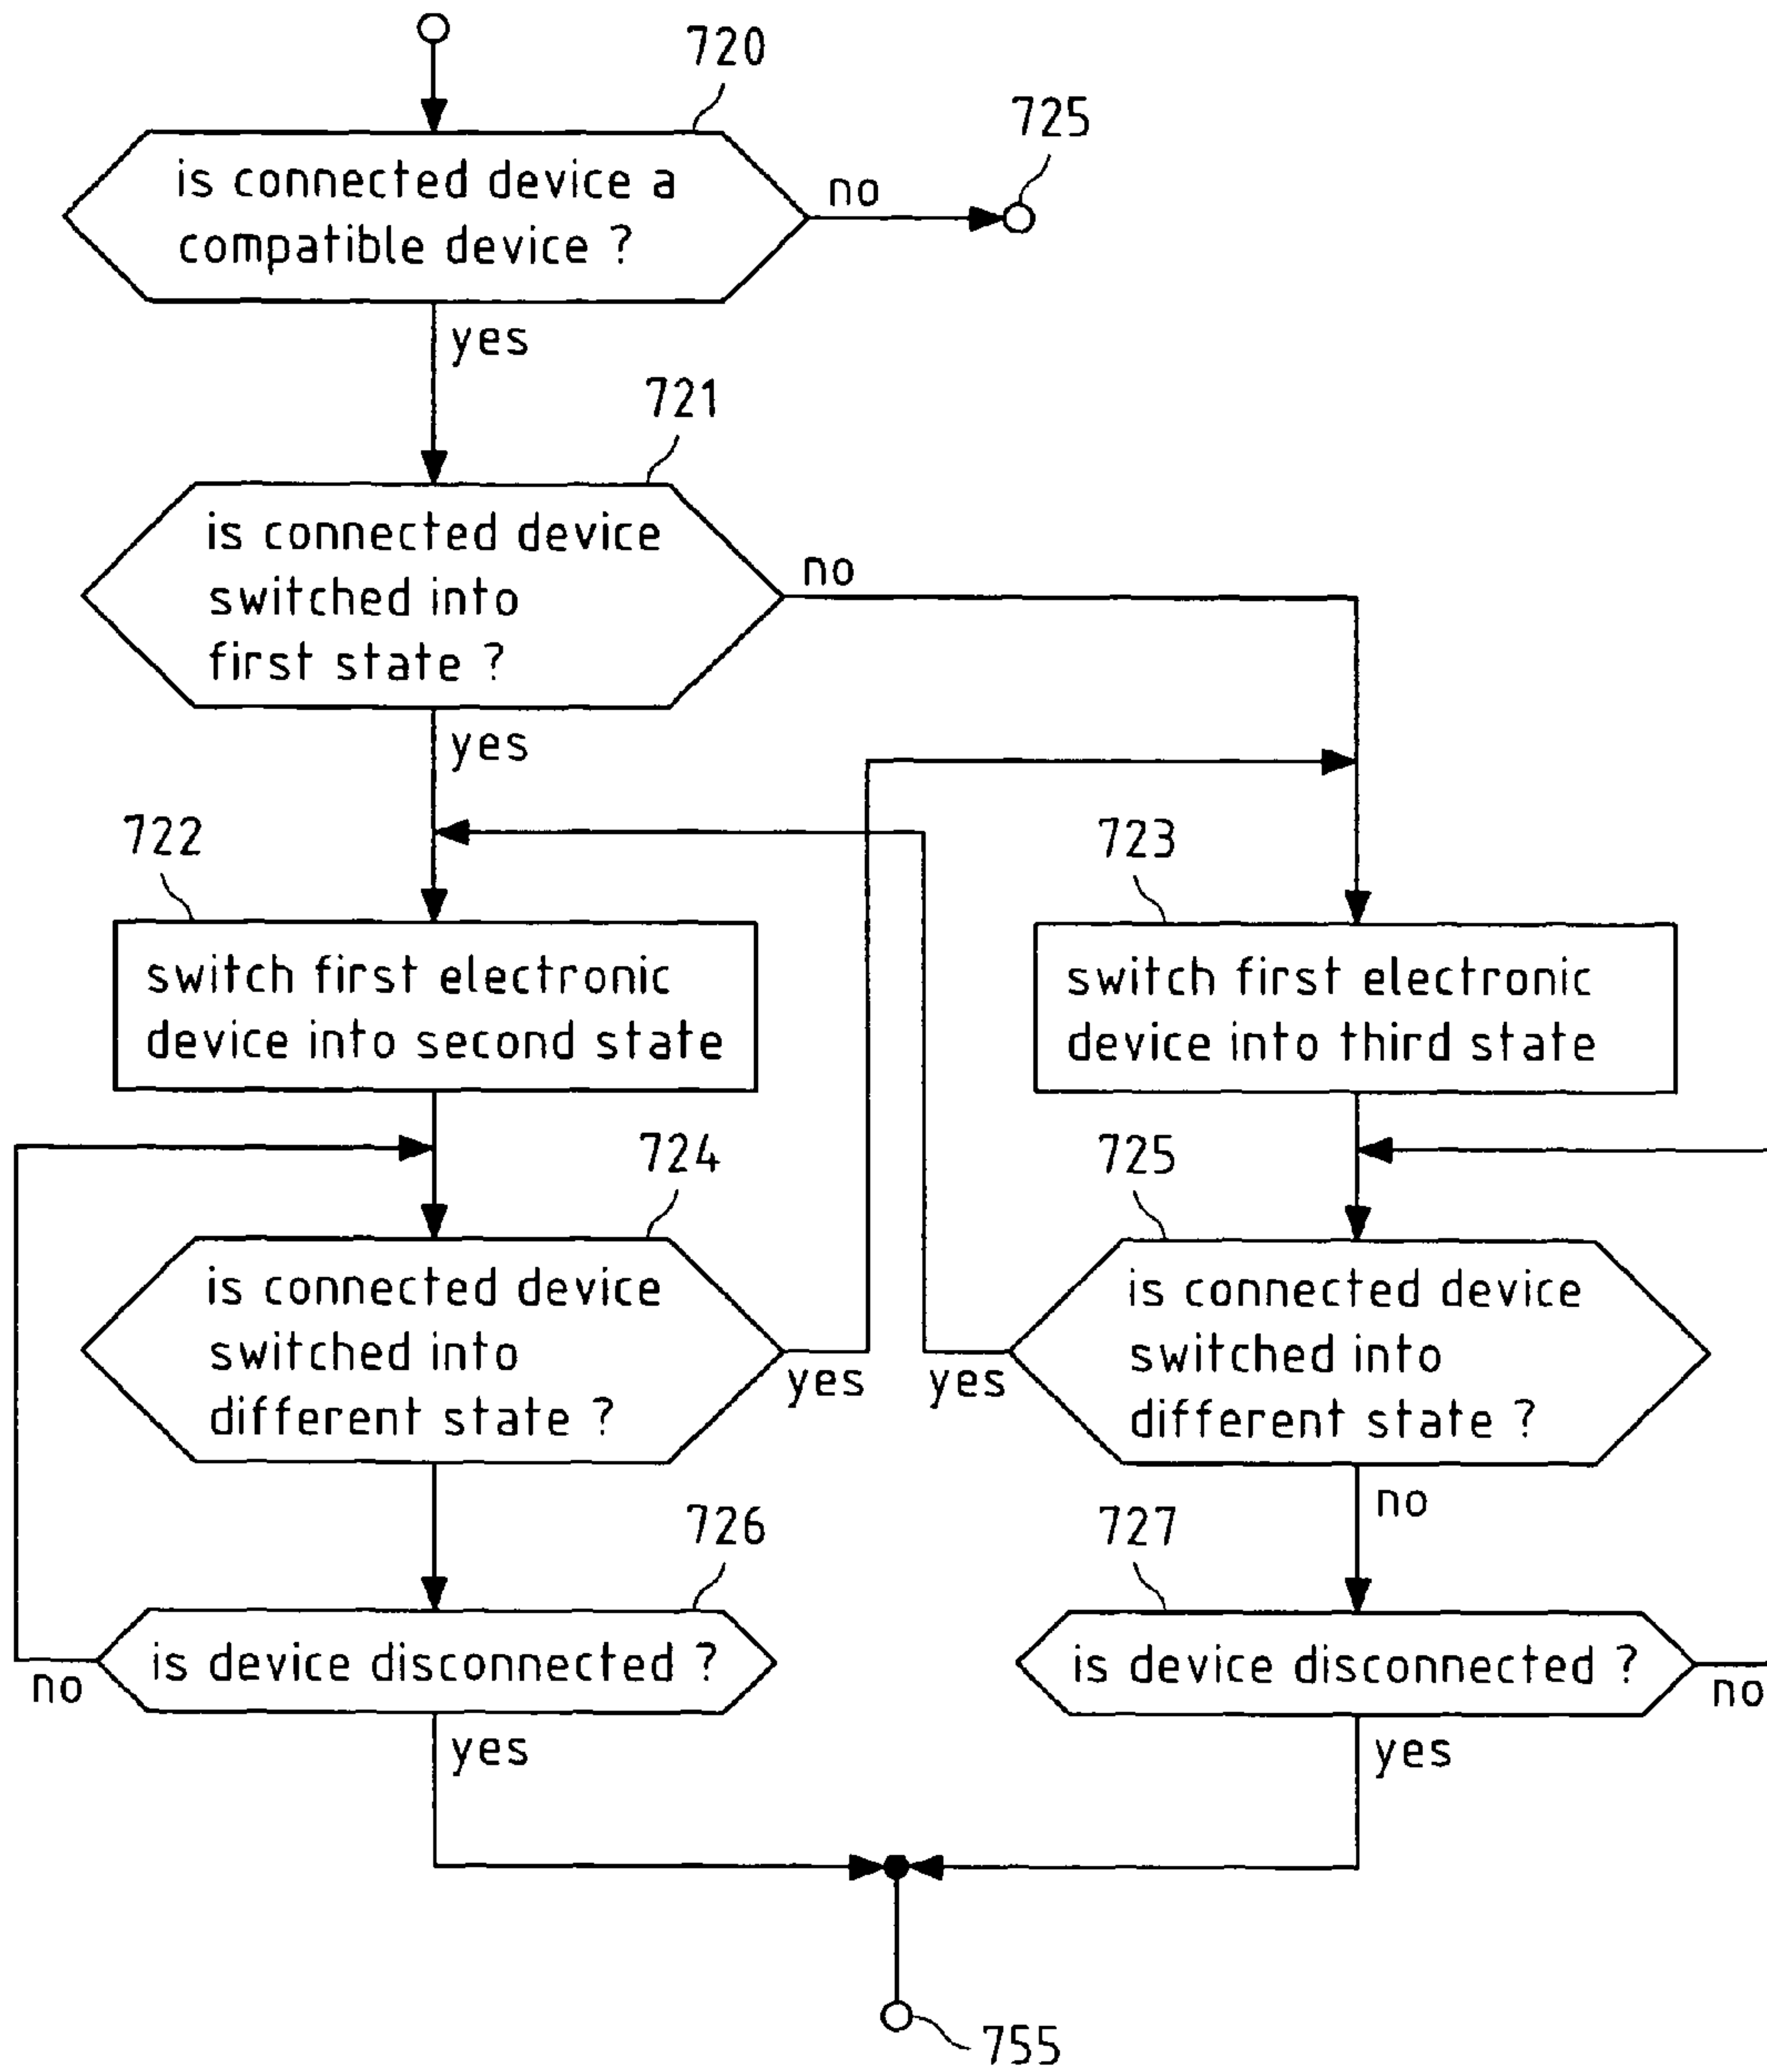 720
725
is connected device a
compatible device ?
no
yes
721
is connected device
switched into
first state ?
no
yes
722
723
switch first electronic
device into second state
switch first electronic
device into third state
724
725
is connected device
switched into
different state ?
yes
yes
is connected device
switched into
different state ?
no
726
727
is device disconnected ?
no
is device disconnected ?
no
yes
yes
755